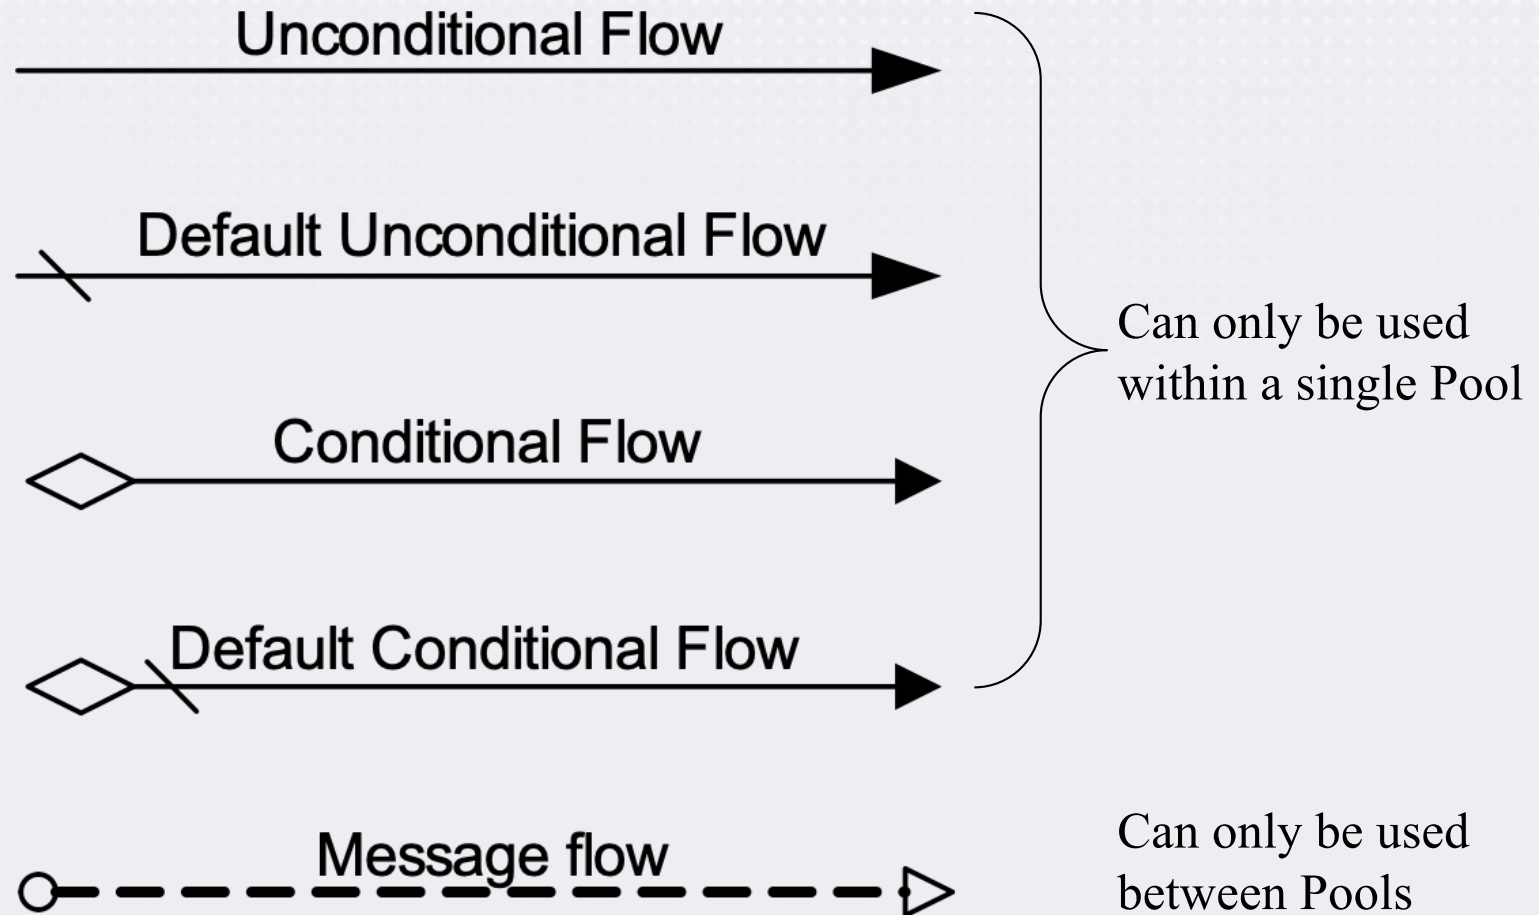 Unconditional Flow
Default Unconditional Flow
Can only be used
within a single Pool
Conditional Flow
Default Conditional Flow
Message flow
Can only be used
between Pools